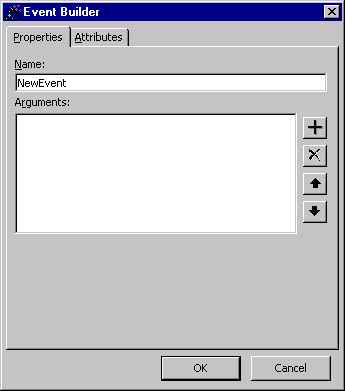 Event Builder
Properties Attributes
Name:
NewEvent
Arguments:
OK Cancel